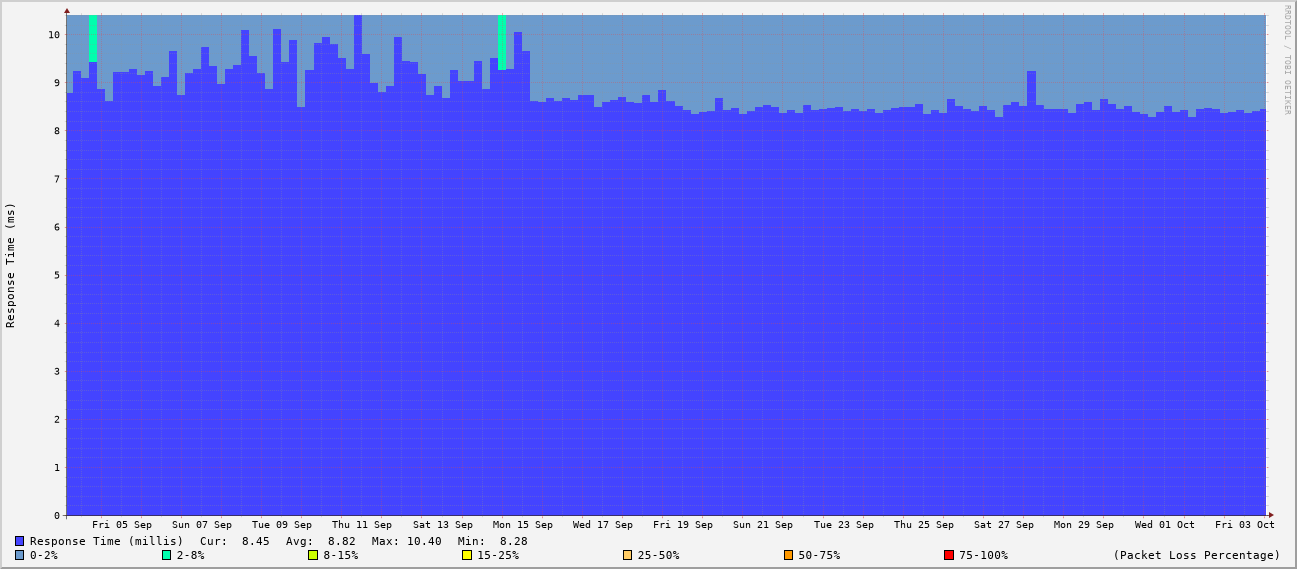 RRDTOOL / TOBI OETIKER
Response Time (ms)
10
9
8
7
6
5
4
3
2
1
0
Fri 05 Sep Sun 07 Sep Tue 09 Sep Thu 11 Sep Sat 13 Sep Mon 15 Sep Wed 17 Sep Fri 19 Sep Sun 21 Sep Tue 23 Sep Thu 25 Sep Sat 27 Sep Mon 29 Sep Wed 01 Oct Fri 03 Oct
Response Time (millis) Cur: 8.45 Avg: 8.82 Max: 10.40 Min: 8.28
0-2% 2-8% 8-15% 15-25% 25-50% 50-75% 75-100% (Packet Loss Percentage)